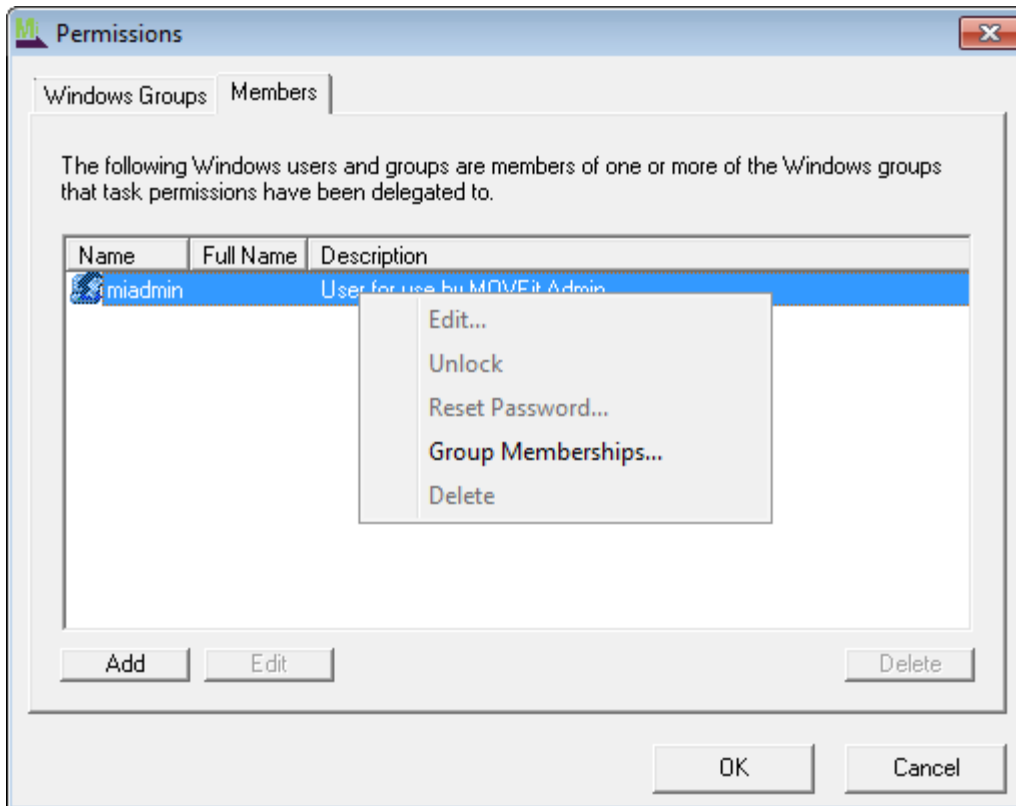 Permissions
Windows Groups Members
The following Windows users and groups are members of one or more of the Windows groups
that task permissions have been delegated to.
Name Full Name Description
miadmin User for use by MOVEit Admin
Edit...
Unlock
Reset Password...
Group Memberships...
Delete
Add Edit Delete
OK Cancel